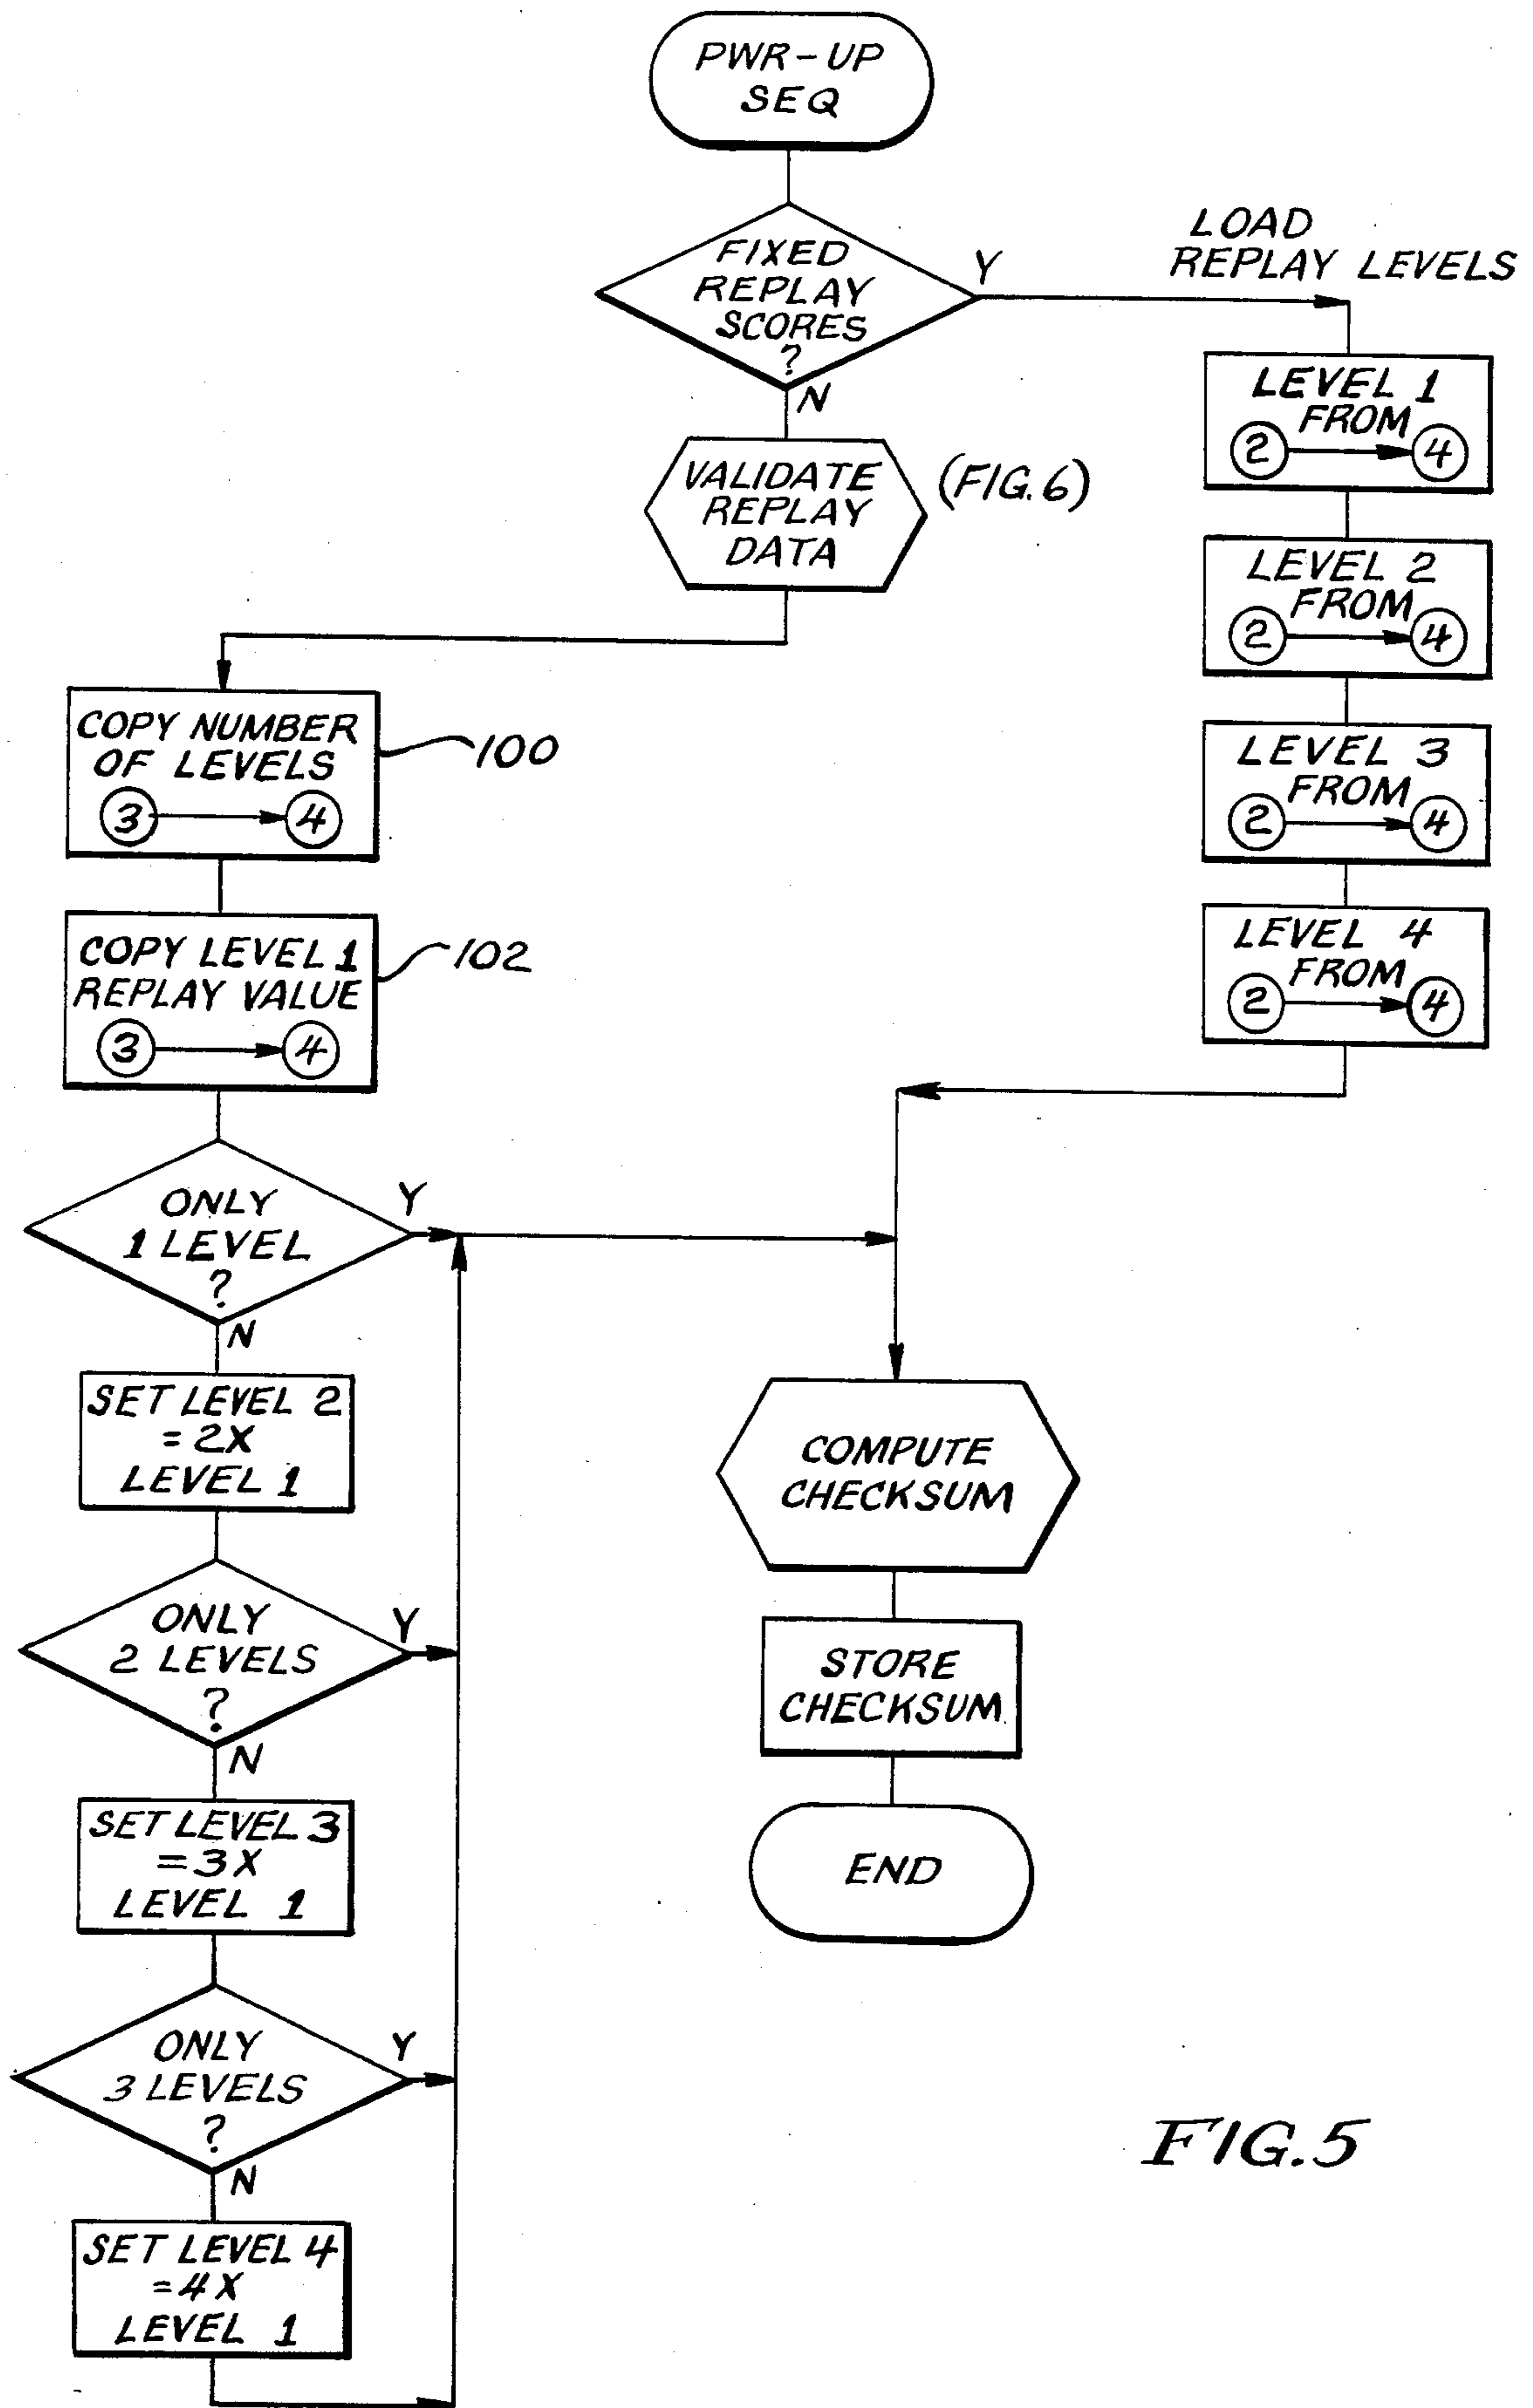 PWR-UP
SEQ
FIXED
REPLAY
SCORES
?
Y
N
LOAD
REPLAY LEVELS
LEVEL 1
FROM
2 4
LEVEL 2
FROM
2 4
LEVEL 3
FROM
2 4
LEVEL 4
FROM
2 4
VALIDATE
REPLAY
DATA
(FIG.6)
COPY NUMBER
OF LEVELS
3 4
100
COPY LEVEL 1
REPLAY VALUE
3 4
102
ONLY
1 LEVEL
?
Y
N
SET LEVEL 2
=2X
LEVEL 1
ONLY
2 LEVELS
?
Y
N
SET LEVEL 3
=3X
LEVEL 1
ONLY
3 LEVELS
?
Y
N
SET LEVEL 4
=4X
LEVEL 1
COMPUTE
CHECKSUM
STORE
CHECKSUM
END
FIG.5